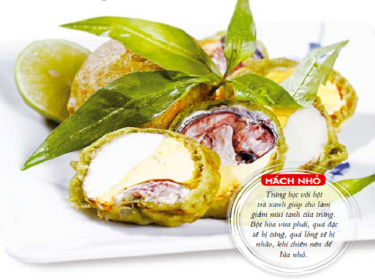 MÁCH NHỎ
Trứng bọc với bột
trà xanh giúp cho làm
giảm mùi tanh của trứng.
Bột hòa vừa phải, quá đặc
sẽ bị cứng, quá lỏng sẽ bị
nhão, khi chiên nên để
lửa nhỏ.